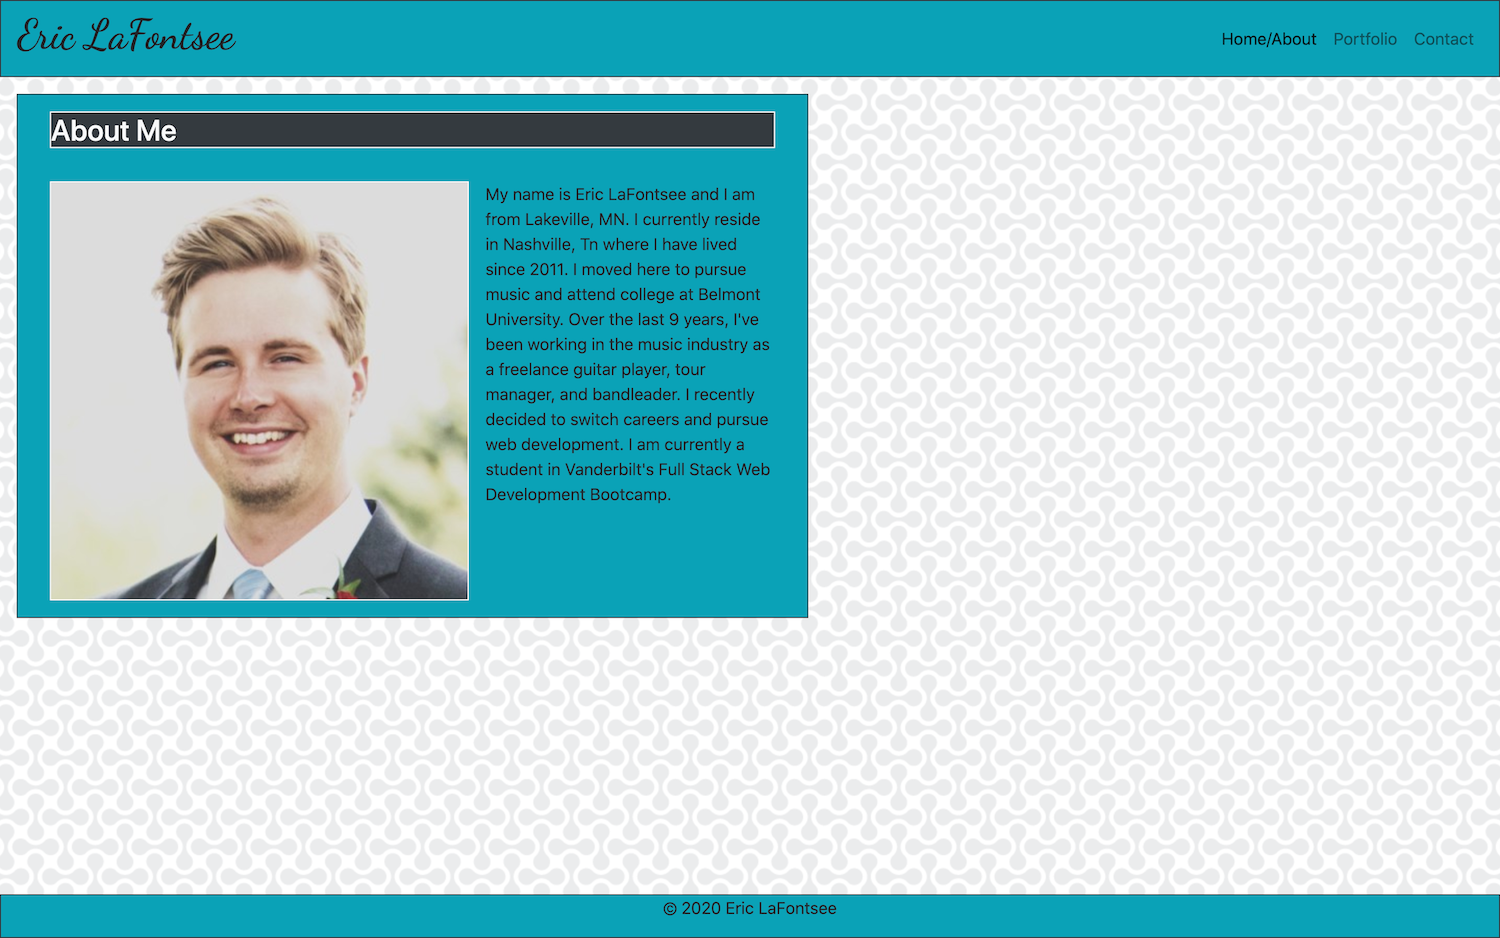 Eric LaFontsee
Home/About Portfolio Contact
About Me
My name is Eric LaFontsee and I am
from Lakeville, MN. I currently reside
in Nashville, Tn where I have lived
since 2011. I moved here to pursue
music and attend college at Belmont
University. Over the last 9 years, I've
been working in the music industry as
a freelance guitar player, tour
manager, and bandleader. I recently
decided to switch careers and pursue
web development. I am currently a
student in Vanderbilt's Full Stack Web
Development Bootcamp.
© 2020 Eric LaFontsee